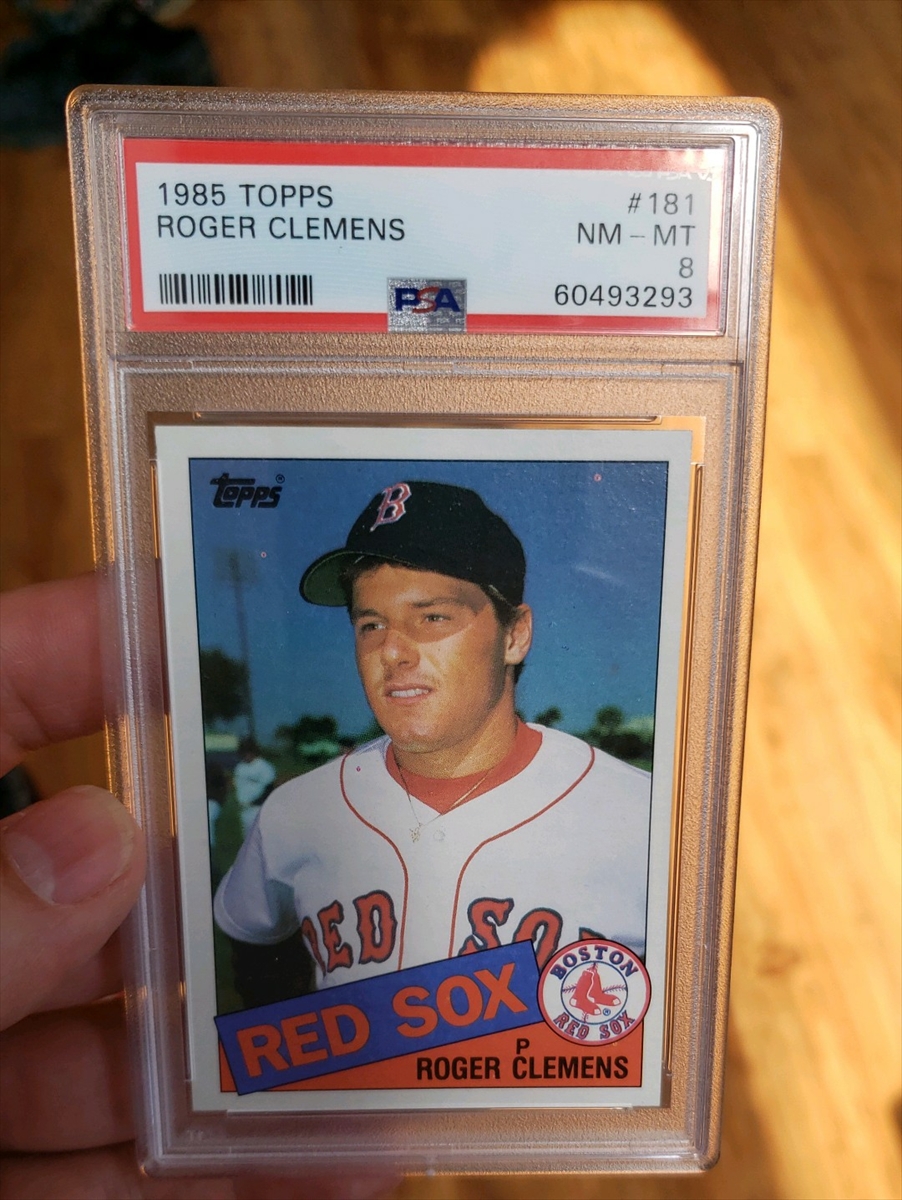 1985 TOPPS #181
ROGER CLEMENS NM – MT
8
PSA 60493293
topps®
B
RED SOX
RED SOX
BOSTON
RED SOX
®
P
ROGER CLEMENS